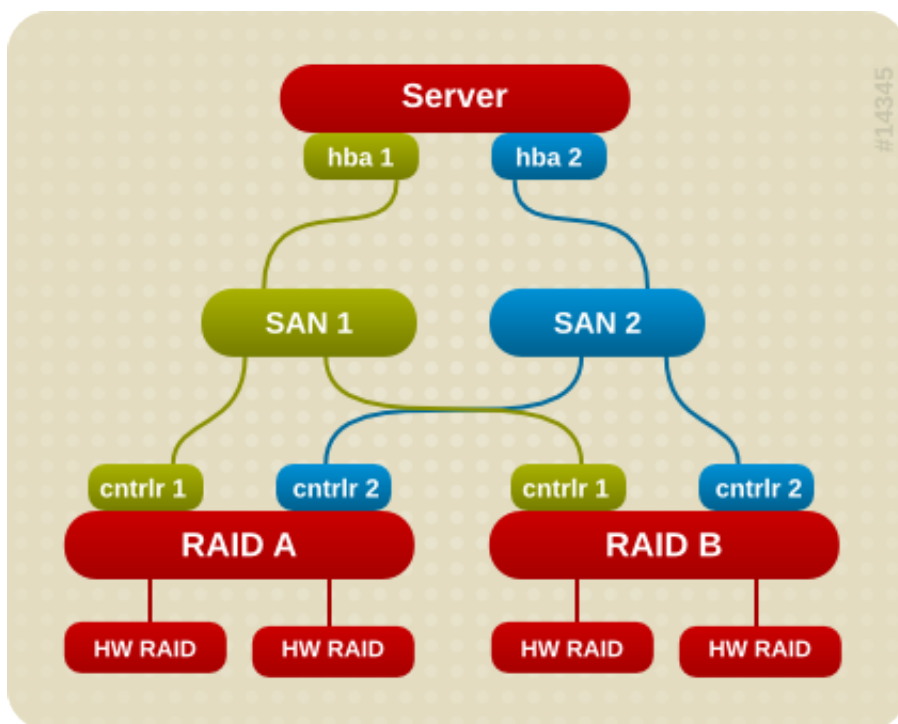 #14345
Server
hba 1
hba 2
SAN 1
SAN 2
cntrlr 1
cntrlr 2
cntrlr 1
cntrlr 2
RAID A
RAID B
HW RAID
HW RAID
HW RAID
HW RAID